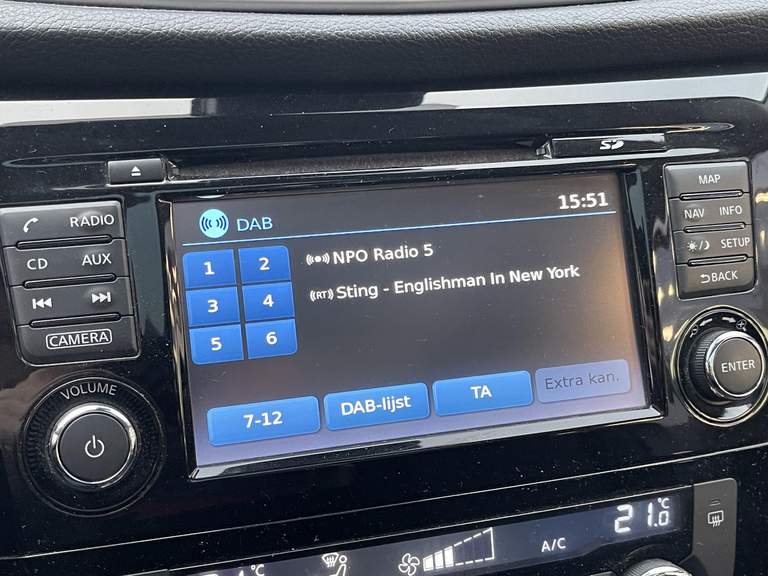 SD
RADIO
CD AUX
CAMERA
VOLUME
DAB
15:51
1 2
3 4
5 6
NPO Radio 5
(RT) Sting - Englishman In New York
7-12
DAB-lijst
TA
Extra kan.
MAP
NAV INFO
SETUP
BACK
ENTER
°C
A/C
21.0 °C